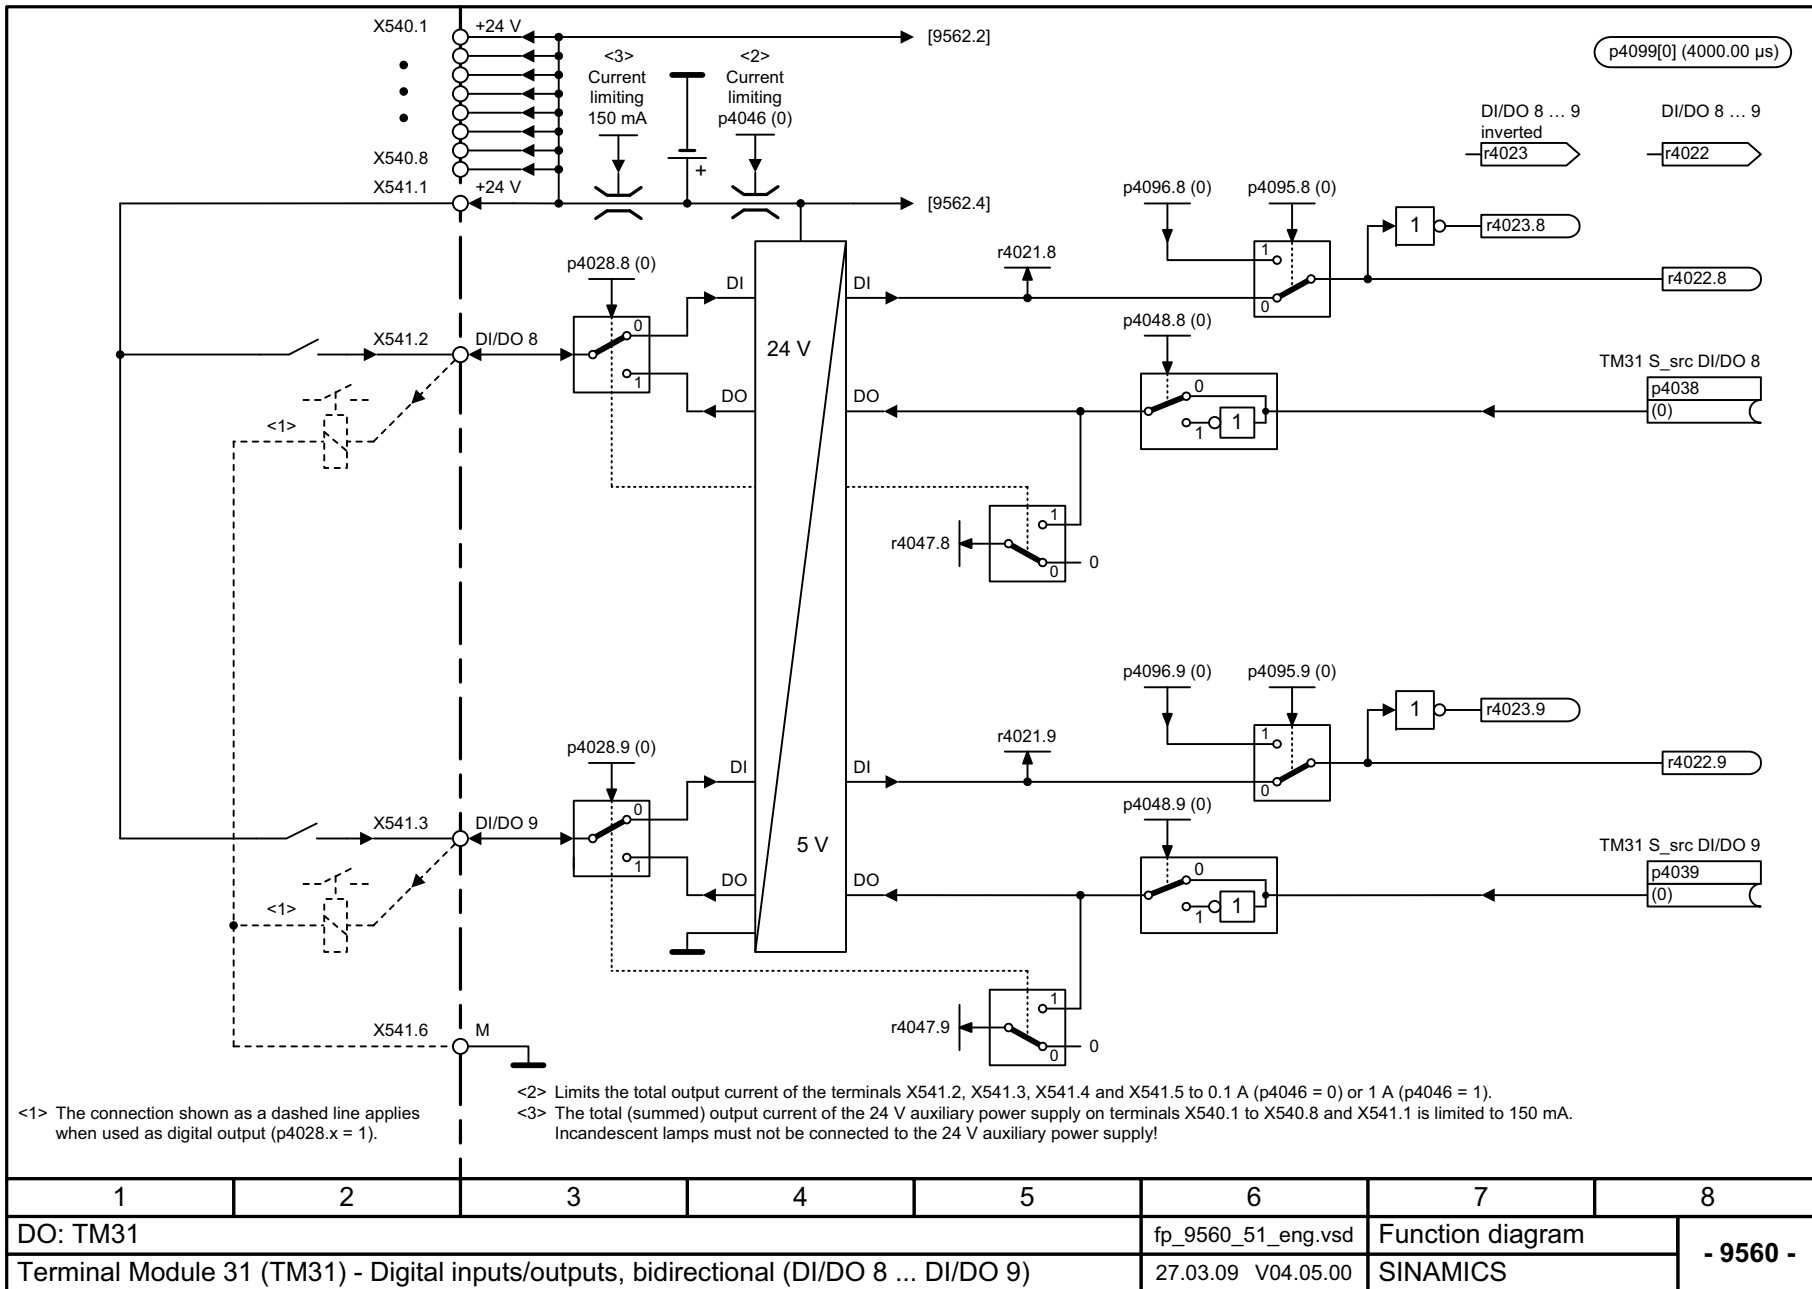 X540.1
+24 V
[9562.2]
p4099[0] (4000.00 µs)
<3>
Current
limiting
150 mA
<2>
Current
limiting
p4046 (0)
DI/DO 8 ... 9
inverted
r4023
DI/DO 8 ... 9
r4022
X540.8
X541.1
+24 V
+
[9562.4]
p4096.8 (0)
p4095.8 (0)
1
r4023.8
p4028.8 (0)
DI
DI
r4021.8
1
0
r4022.8
p4048.8 (0)
X541.2
DI/DO 8
0
1
24 V
TM31 S_src DI/DO 8
p4038
(0)
DO
DO
0
1
1
<1>
r4047.8
1
0
0
p4096.9 (0)
p4095.9 (0)
1
r4023.9
p4028.9 (0)
DI
DI
r4021.9
1
0
r4022.9
p4048.9 (0)
X541.3
DI/DO 9
0
1
5 V
TM31 S_src DI/DO 9
p4039
(0)
DO
DO
0
1
1
<1>
r4047.9
1
0
0
X541.6
M
<1> The connection shown as a dashed line applies
when used as digital output (p4028.x = 1).
<2> Limits the total output current of the terminals X541.2, X541.3, X541.4 and X541.5 to 0.1 A (p4046 = 0) or 1 A (p4046 = 1).
<3> The total (summed) output current of the 24 V auxiliary power supply on terminals X540.1 to X540.8 and X541.1 is limited to 150 mA.
Incandescent lamps must not be connected to the 24 V auxiliary power supply!
1 2 3 4 5 6 7 8
DO: TM31
fp_9560_51_eng.vsd
Function diagram
- 9560 -
Terminal Module 31 (TM31) - Digital inputs/outputs, bidirectional (DI/DO 8 ... DI/DO 9)
27.03.09 V04.05.00
SINAMICS